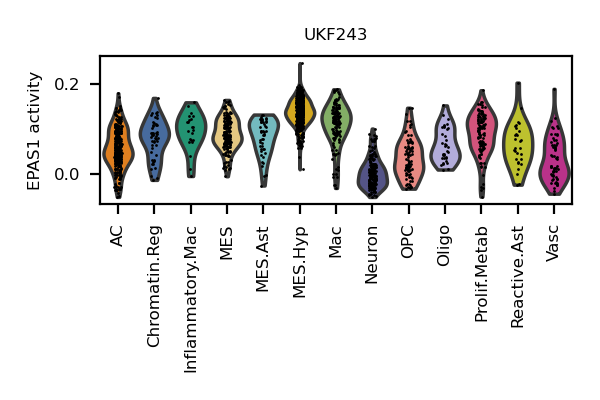 UKF243
EPAS1 activity
0.2
0.0
AC
Chromatin.Reg
Inflammatory.Mac
MES
MES.Ast
MES.Hyp
Mac
Neuron
OPC
Oligo
Prolif.Metab
Reactive.Ast
Vasc